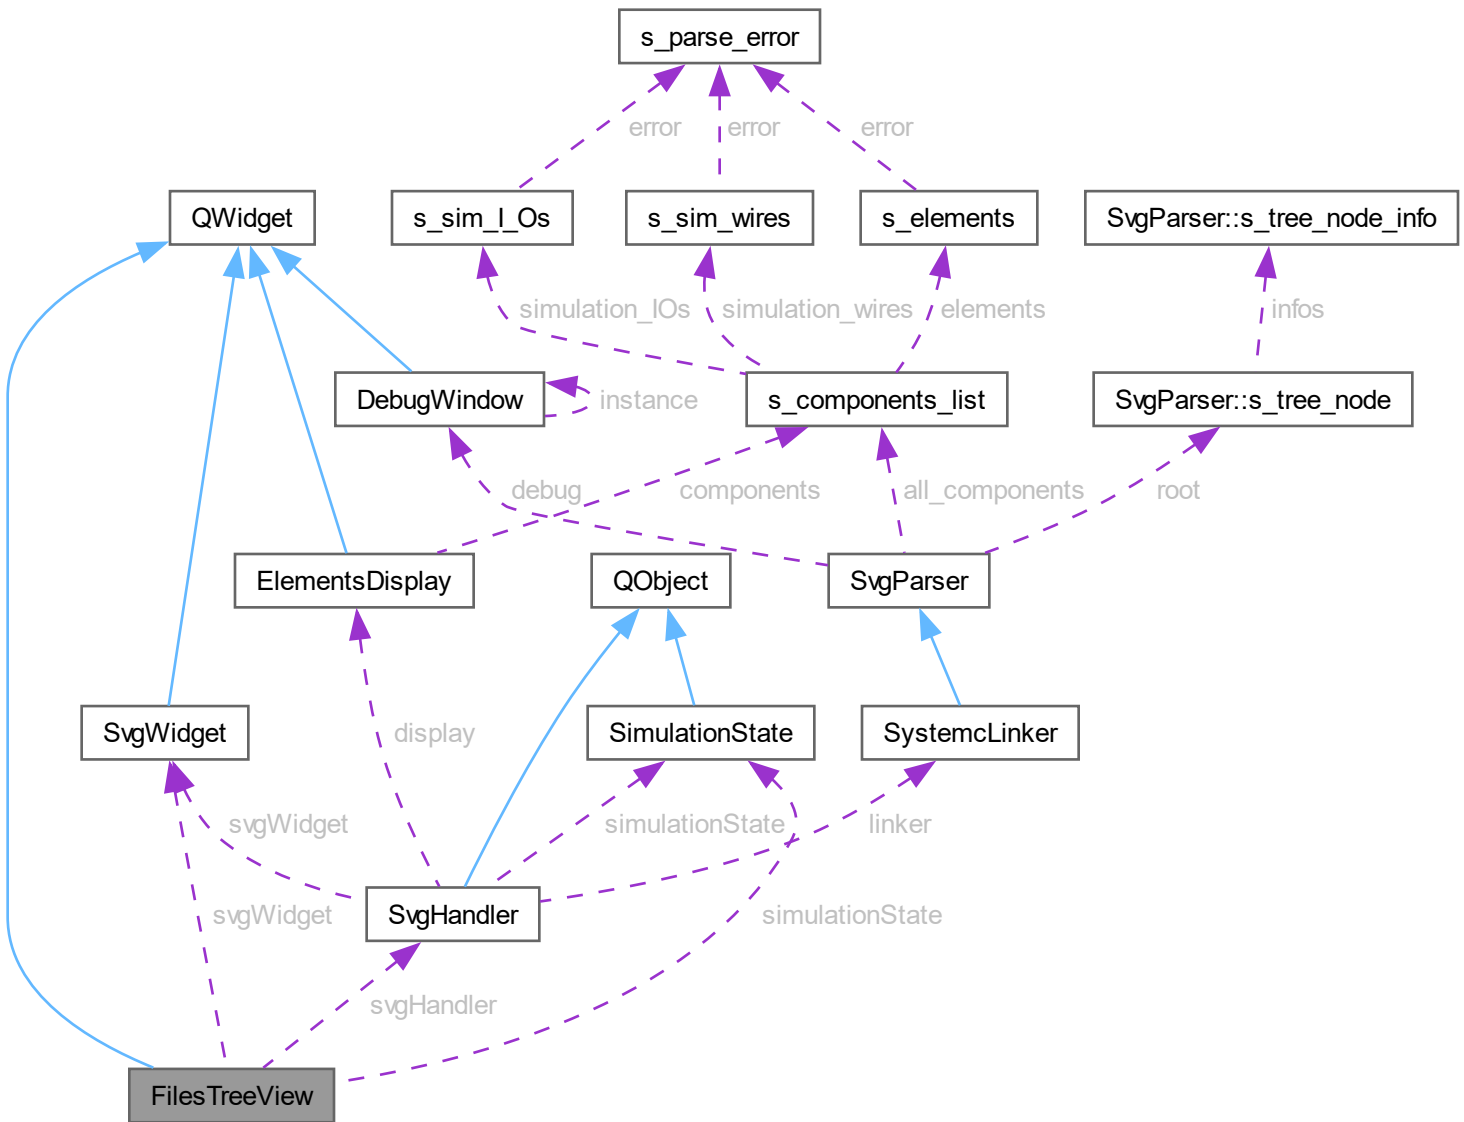 s_parse_error
error
error
error
QWidget
s_sim_I_Os
s_sim_wires
s_elements
SvgParser::s_tree_node_info
simulation_IOs
simulation_wires
elements
infos
DebugWindow
instance
s_components_list
SvgParser::s_tree_node
debug
components
all_components
root
ElementsDisplay
QObject
SvgParser
SvgWidget
display
SimulationState
SystemcLinker
svgWidget
simulationState
linker
svgWidget
SvgHandler
simulationState
svgHandler
FilesTreeView